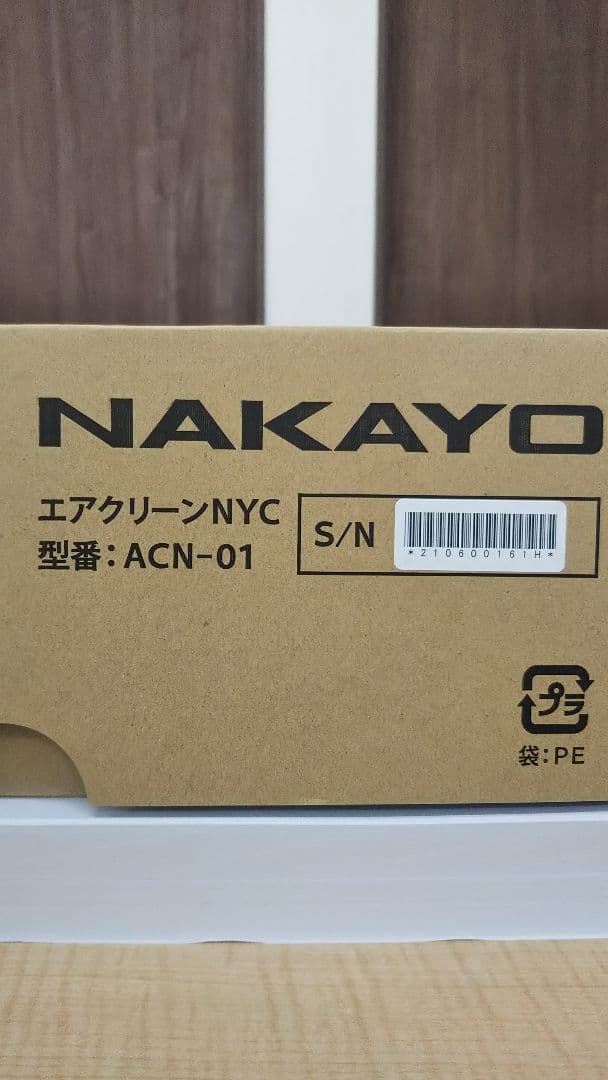 NAKAYO
エアクリーンNYC
型番：ACN-01
S/N
*210600161H*
プラ
袋：PE